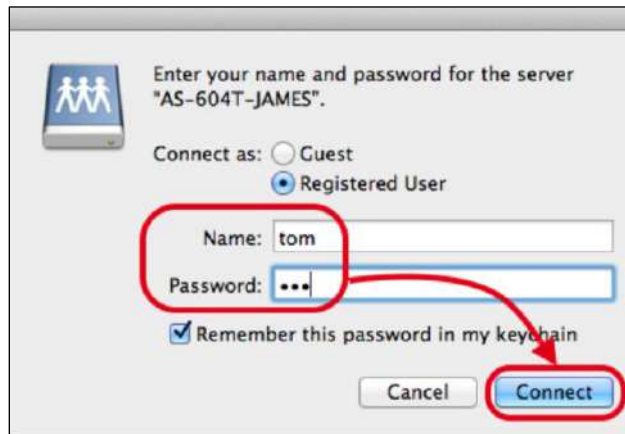 Enter your name and password for the server
"AS-604T-JAMES".
Connect as: Guest
Registered User
Name: tom
Password: •••
Remember this password in my keychain
Cancel Connect